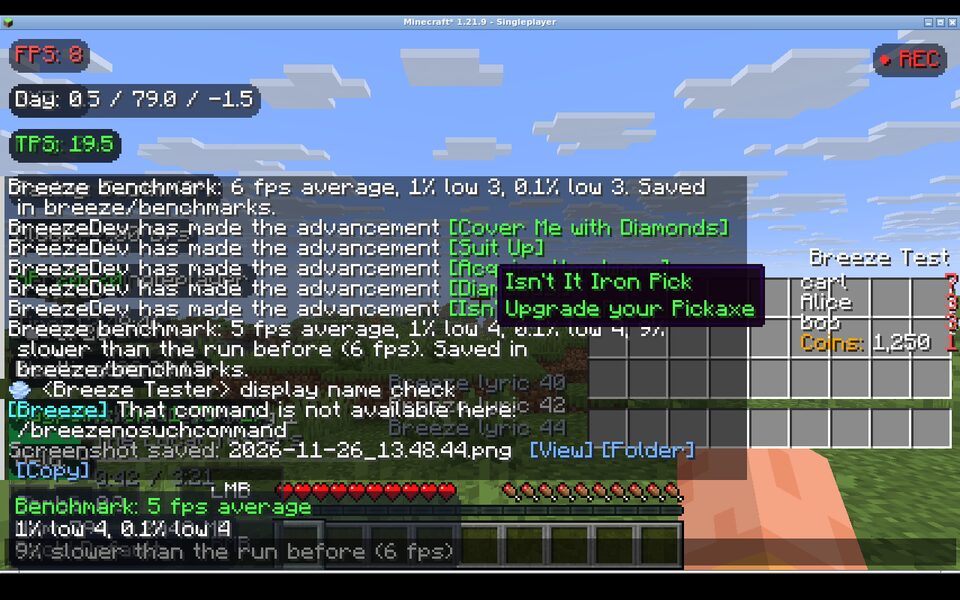 Minecraft* 1.21.9 - Singleplayer
FPS: 8
● REC
Day: 0.5 / 79.0 / -1.5
TPS: 19.5
Breeze benchmark: 6 fps average, 1% low 3, 0.1% low 3. Saved
in breeze/benchmarks.
BreezeDev has made the advancement [Cover Me with Diamonds]
BreezeDev has made the advancement [Suit Up]
BreezeDev has made the advancement
BreezeDev has made the advancement
BreezeDev has made the advancement [Isn
Isn't It Iron Pick
Upgrade your Pickaxe
Breeze Test
carl
Alice
bob
Coins: 1,250
Breeze benchmark: 5 fps average, 1% low 4, 0.1% low 4, 9%
slower than the run before (6 fps). Saved in
breeze/benchmarks.
<Breeze Tester> display name check
Breeze lyric 40
[Breeze] That command is not available here:
Breeze lyric 42
/breezenosuchcommand
Breeze lyric 44
Screenshot saved: 2026-11-26_13.48.44.png [View] [Folder]
[Copy]
LMB
Benchmark: 5 fps average
1% low 4, 0.1% low 4
9% slower than the run before (6 fps)